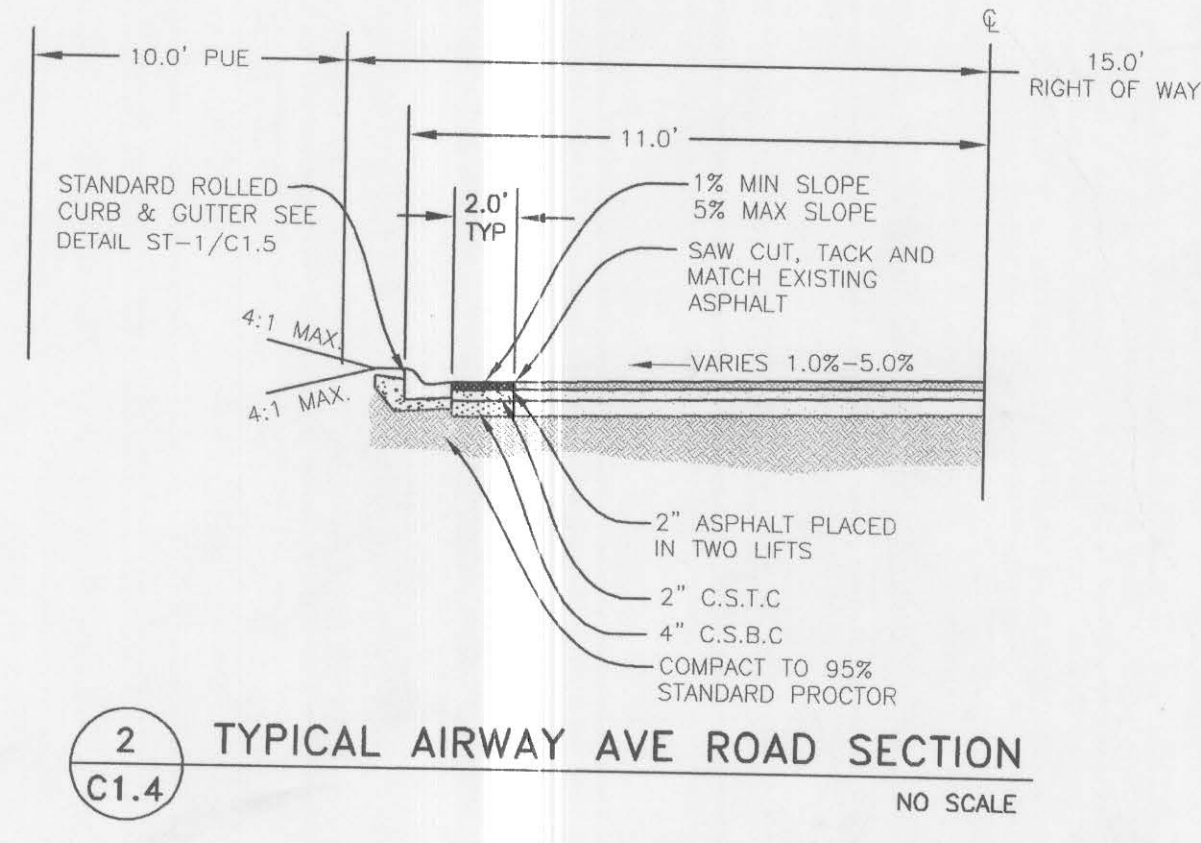 ℄
10.0' PUE
15.0'
RIGHT OF WAY
11.0'
STANDARD ROLLED
CURB & GUTTER SEE
DETAIL ST-1/C1.5
2.0'
TYP
1% MIN SLOPE
5% MAX SLOPE
SAW CUT, TACK AND
MATCH EXISTING
ASPHALT
4:1 MAX.
VARIES 1.0%-5.0%
4:1 MAX.
2" ASPHALT PLACED
IN TWO LIFTS
2" C.S.T.C
4" C.S.B.C
COMPACT TO 95%
STANDARD PROCTOR
2
C1.4
TYPICAL AIRWAY AVE ROAD SECTION
NO SCALE